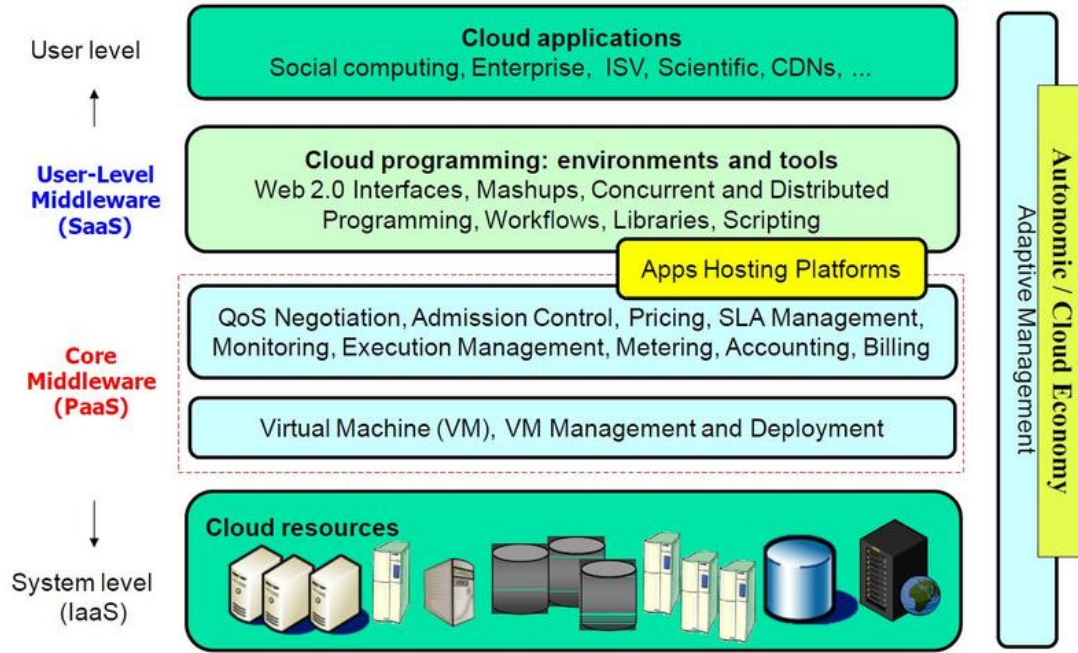 User level
Cloud applications
Social computing, Enterprise, ISV, Scientific, CDNs, ...
User-Level
Middleware
(SaaS)
Cloud programming: environments and tools
Web 2.0 Interfaces, Mashups, Concurrent and Distributed
Programming, Workflows, Libraries, Scripting
Apps Hosting Platforms
Core
Middleware
(PaaS)
QoS Negotiation, Admission Control, Pricing, SLA Management,
Monitoring, Execution Management, Metering, Accounting, Billing
Virtual Machine (VM), VM Management and Deployment
System level
(IaaS)
Cloud resources
Adaptive Management
Autonomic / Cloud Economy